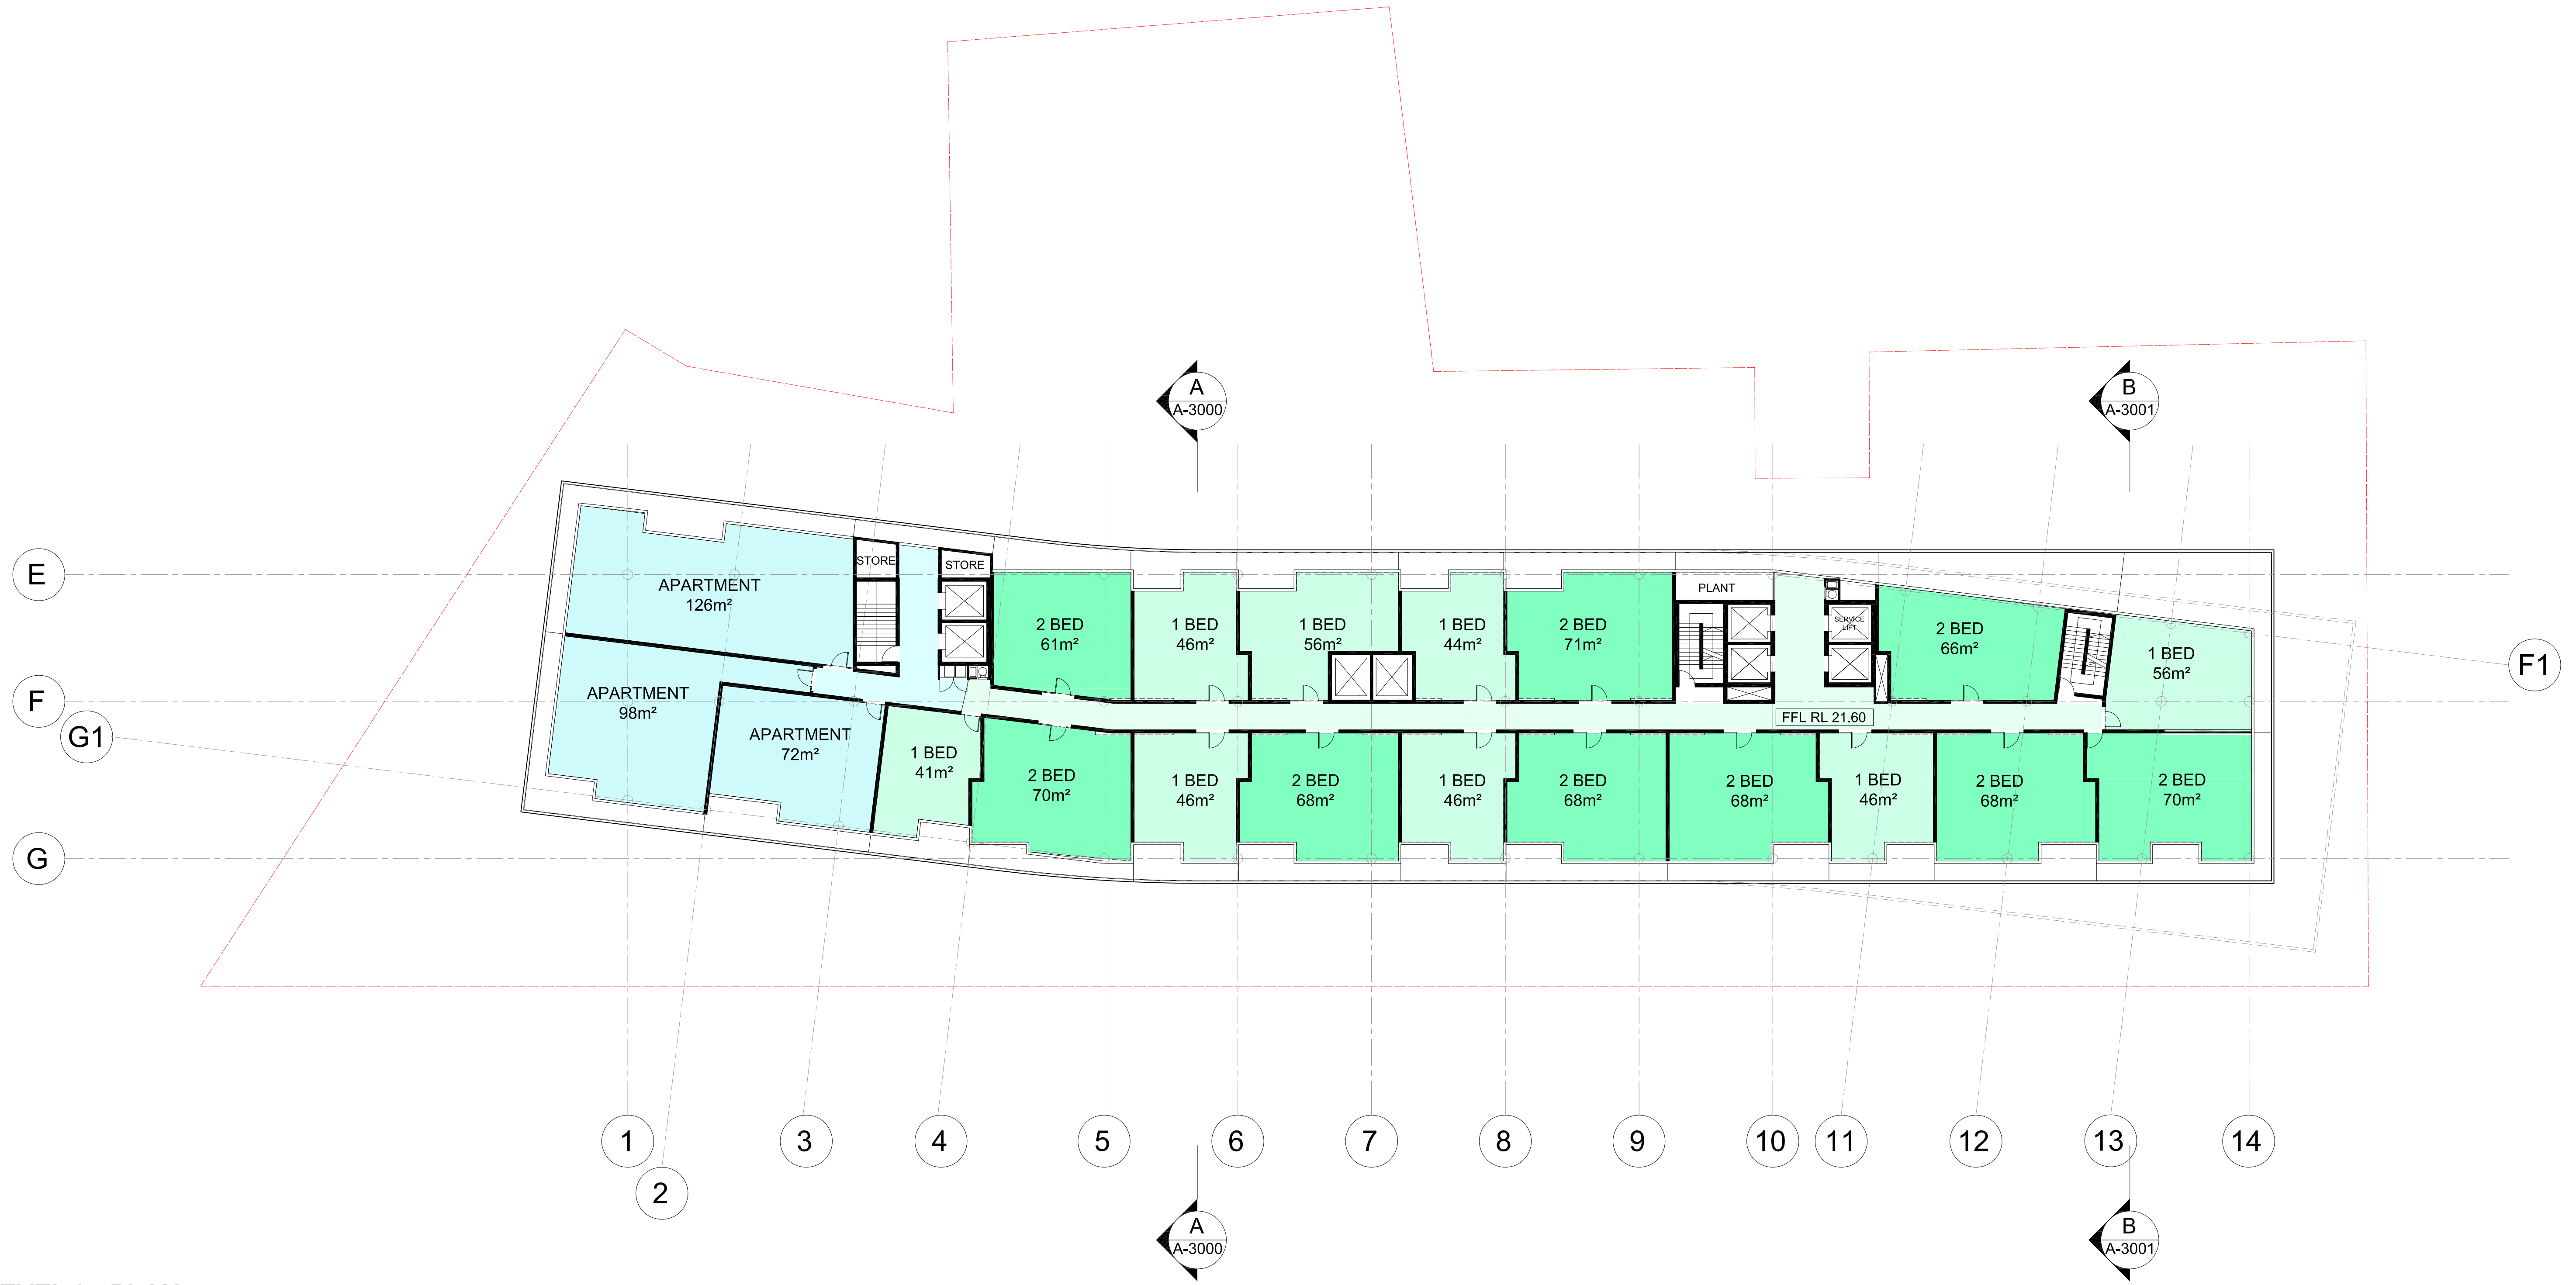 A
A-3000
B
A-3001
E
F
G1
G
F1
STORE
STORE
APARTMENT
126m²
APARTMENT
98m²
APARTMENT
72m²
2 BED
61m²
1 BED
46m²
1 BED
56m²
1 BED
44m²
2 BED
71m²
PLANT
SERVICE
LIFT
2 BED
66m²
1 BED
56m²
FFL RL 21.60
1 BED
41m²
2 BED
70m²
1 BED
46m²
2 BED
68m²
1 BED
46m²
2 BED
68m²
2 BED
68m²
1 BED
46m²
2 BED
68m²
2 BED
70m²
1
2
3
4
5
6
7
8
9
10
11
12
13
14
A
A-3000
B
A-3001